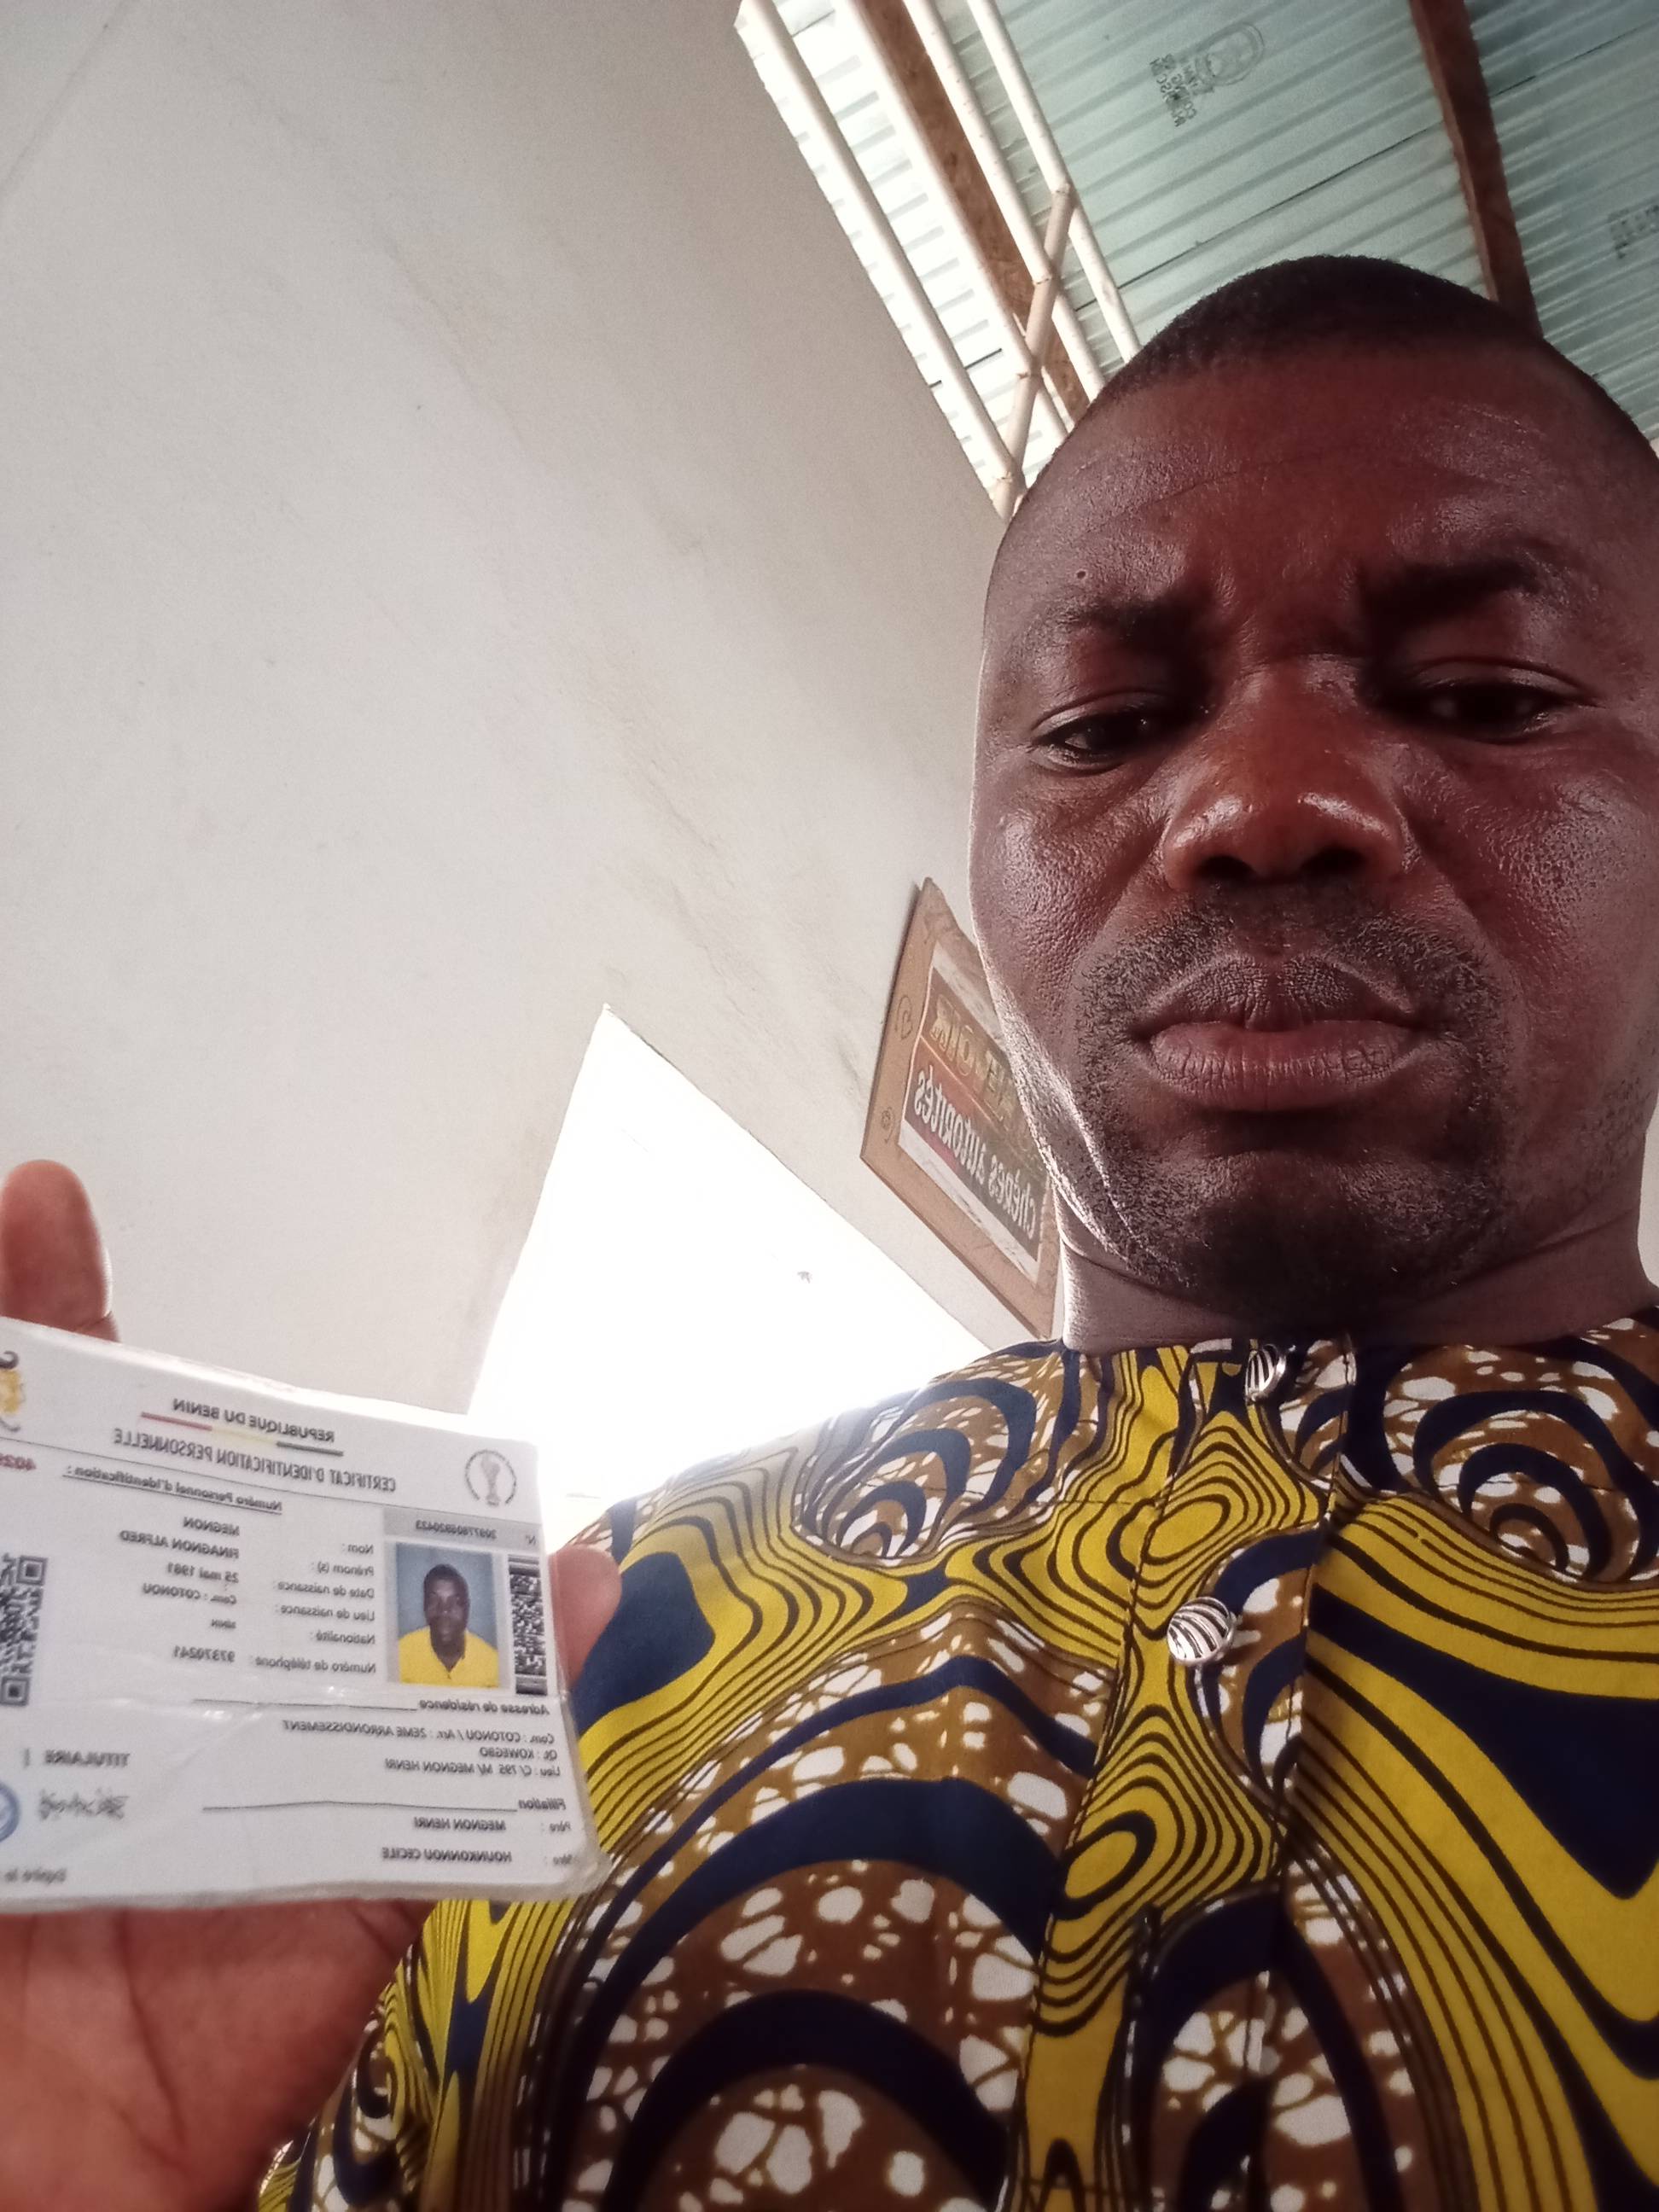 REPUBLIQUE DU BENIN
CERTIFICAT D'IDENTIFICATION PERSONNELLE
Numéro Personnel d'Identification :
N°
Nom : MEGNON
Prénom (s) : FINAGNON ALFRED
Date de naissance : 25 mai 1981
Lieu de naissance : Com. : COTONOU
Nationalité :
Numéro de téléphone : 97370241
Adresse de résidence
Com. : COTONOU / Arr. : 2EME ARRONDISSEMENT
Qt. : KOWEGBO
Lieu : C/ 795 M/ MEGNON HENRI
Filiation
Père : MEGNON HENRI
Mère : HOUNKONNOU CECILE
TITULAIRE
Expire le
chères autorités